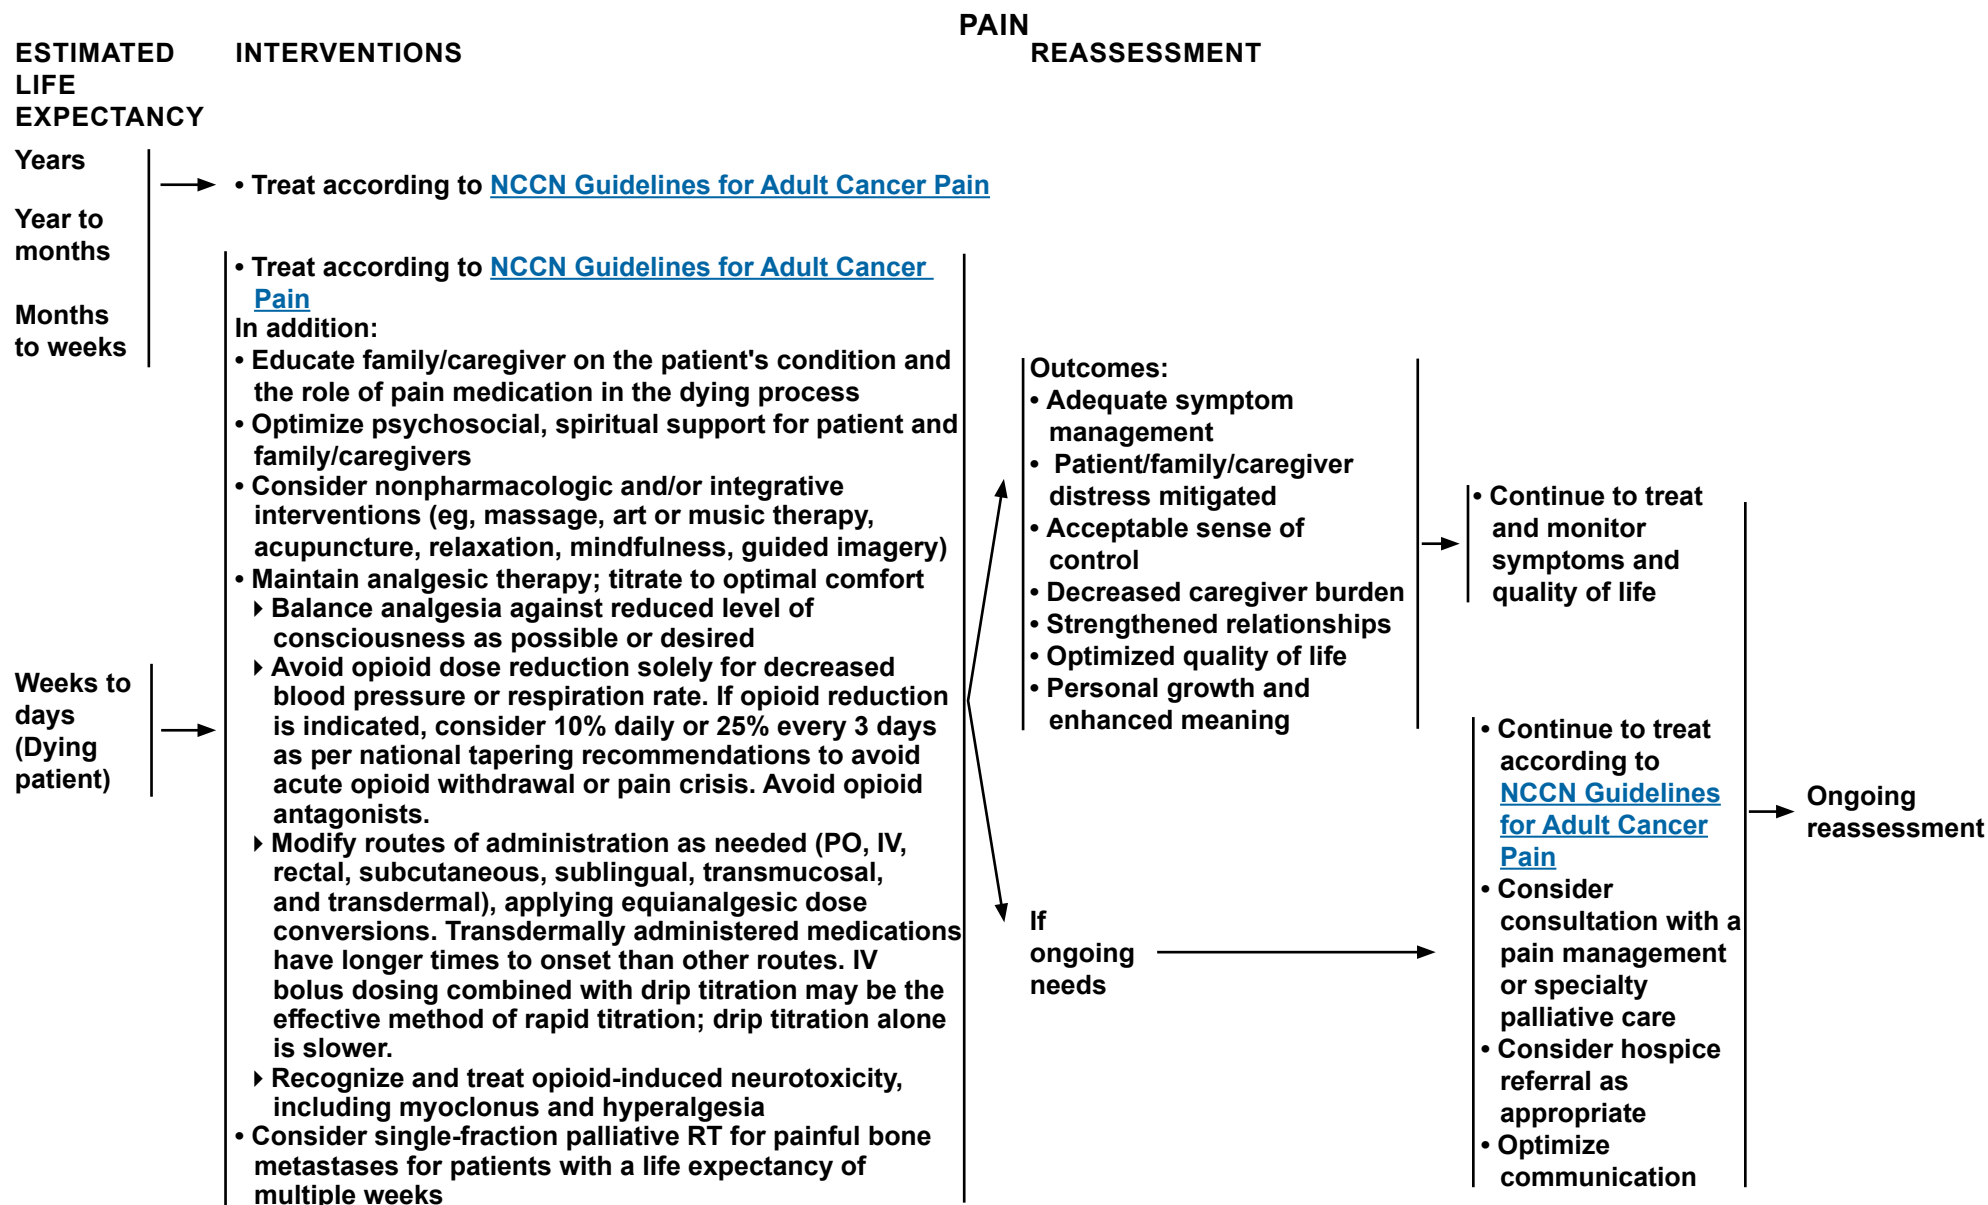 PAIN
ESTIMATED
LIFE
EXPECTANCY
INTERVENTIONS
REASSESSMENT
Years
Year to
months
Months
to weeks
• Treat according to NCCN Guidelines for Adult Cancer Pain
Weeks to
days
(Dying
patient)
• Treat according to NCCN Guidelines for Adult Cancer
Pain
In addition:
• Educate family/caregiver on the patient's condition and
the role of pain medication in the dying process
• Optimize psychosocial, spiritual support for patient and
family/caregivers
• Consider nonpharmacologic and/or integrative
interventions (eg, massage, art or music therapy,
acupuncture, relaxation, mindfulness, guided imagery)
• Maintain analgesic therapy; titrate to optimal comfort
▸ Balance analgesia against reduced level of
consciousness as possible or desired
▸ Avoid opioid dose reduction solely for decreased
blood pressure or respiration rate. If opioid reduction
is indicated, consider 10% daily or 25% every 3 days
as per national tapering recommendations to avoid
acute opioid withdrawal or pain crisis. Avoid opioid
antagonists.
▸ Modify routes of administration as needed (PO, IV,
rectal, subcutaneous, sublingual, transmucosal,
and transdermal), applying equianalgesic dose
conversions. Transdermally administered medications
have longer times to onset than other routes. IV
bolus dosing combined with drip titration may be the
effective method of rapid titration; drip titration alone
is slower.
▸ Recognize and treat opioid-induced neurotoxicity,
including myoclonus and hyperalgesia
• Consider single-fraction palliative RT for painful bone
metastases for patients with a life expectancy of
multiple weeks
Outcomes:
• Adequate symptom
management
• Patient/family/caregiver
distress mitigated
• Acceptable sense of
control
• Decreased caregiver burden
• Strengthened relationships
• Optimized quality of life
• Personal growth and
enhanced meaning
• Continue to treat
and monitor
symptoms and
quality of life
If
ongoing
needs
• Continue to treat
according to
NCCN Guidelines
for Adult Cancer
Pain
• Consider
consultation with a
pain management
or specialty
palliative care
• Consider hospice
referral as
appropriate
• Optimize
communication
Ongoing
reassessment